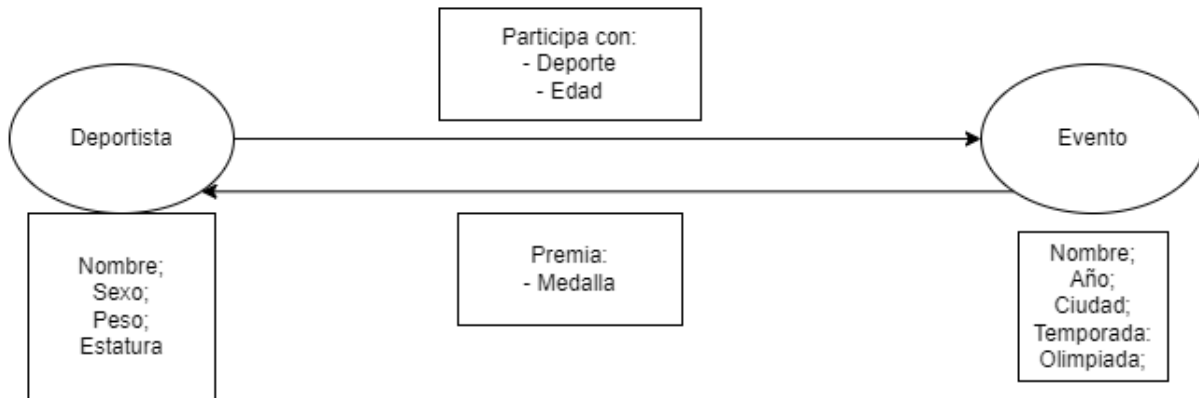 Participa con:
- Deporte
- Edad
Deportista
Evento
Nombre;
Sexo;
Peso;
Estatura
Premia:
- Medalla
Nombre;
Año;
Ciudad;
Temporada:
Olimpiada;